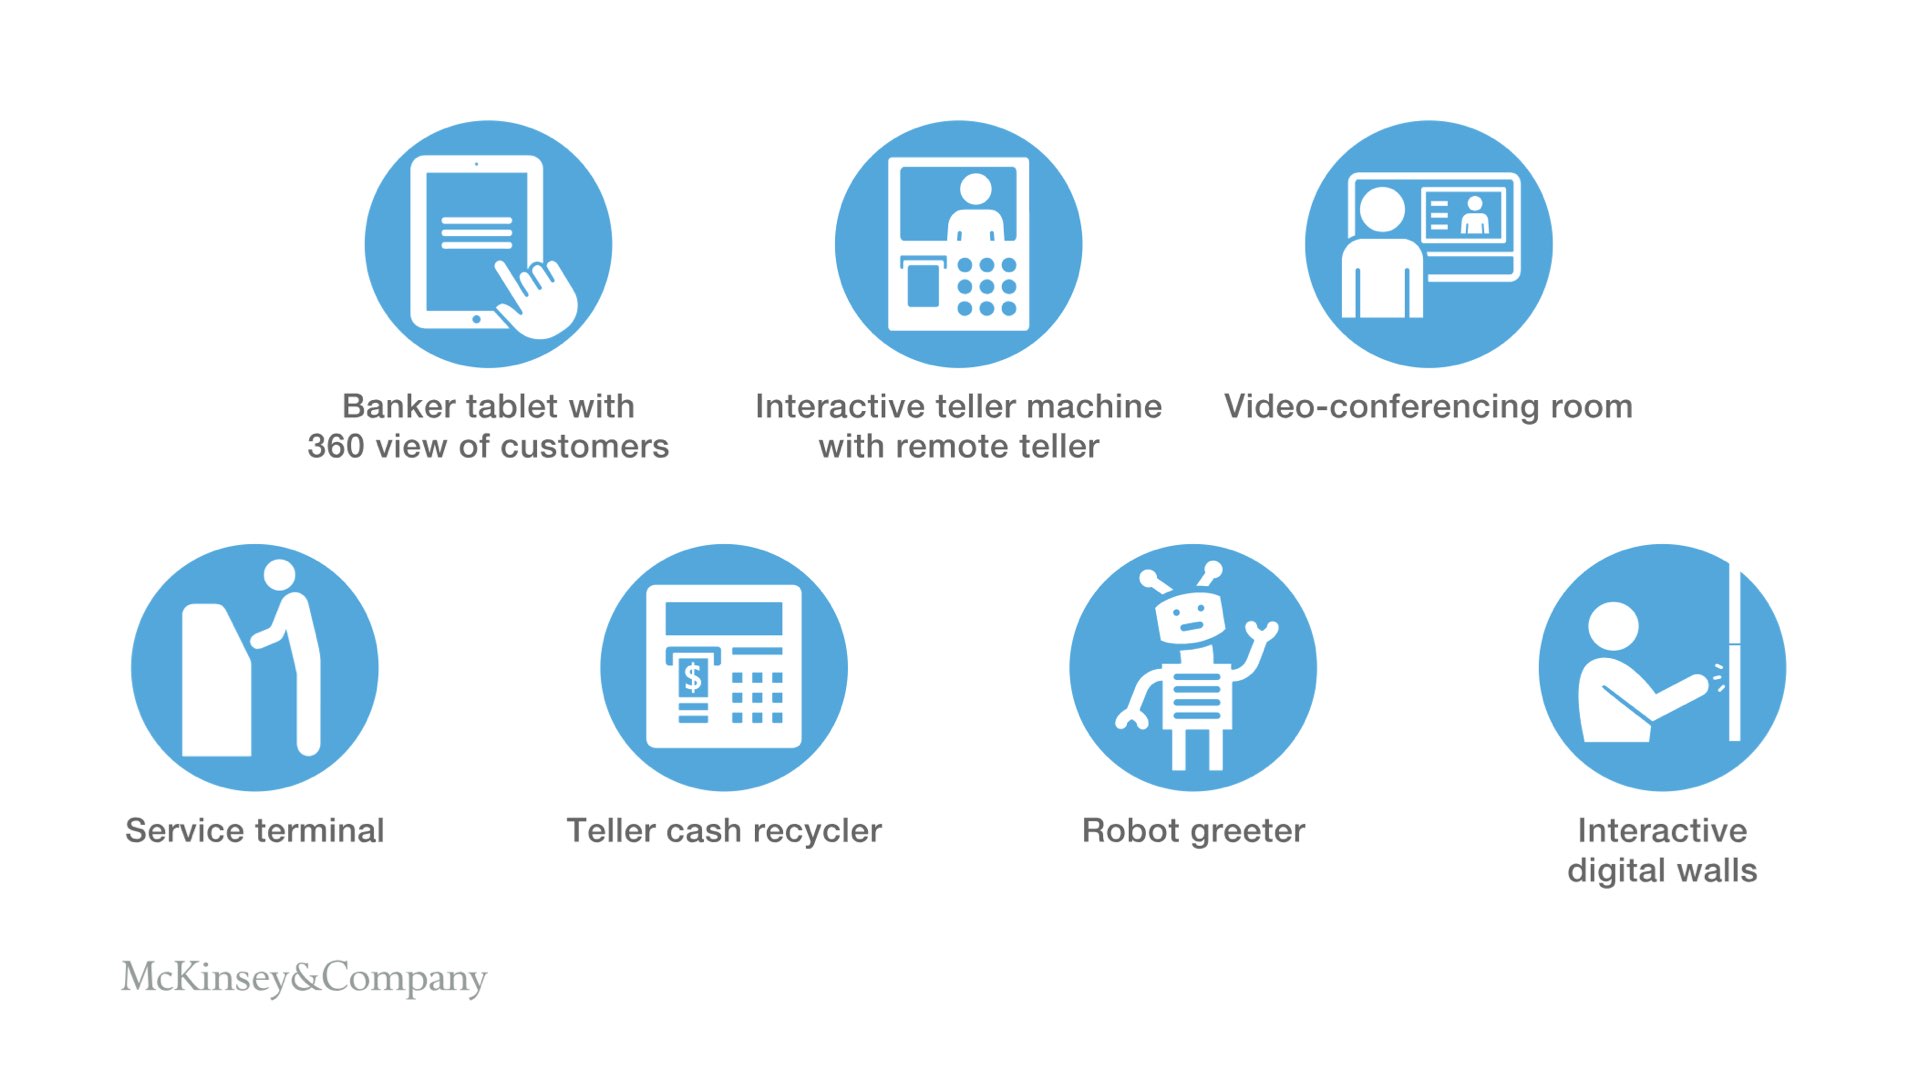 Banker tablet with
360 view of customers
Interactive teller machine
with remote teller
Video-conferencing room
$
Service terminal
Teller cash recycler
Robot greeter
Interactive
digital walls
McKinsey&Company